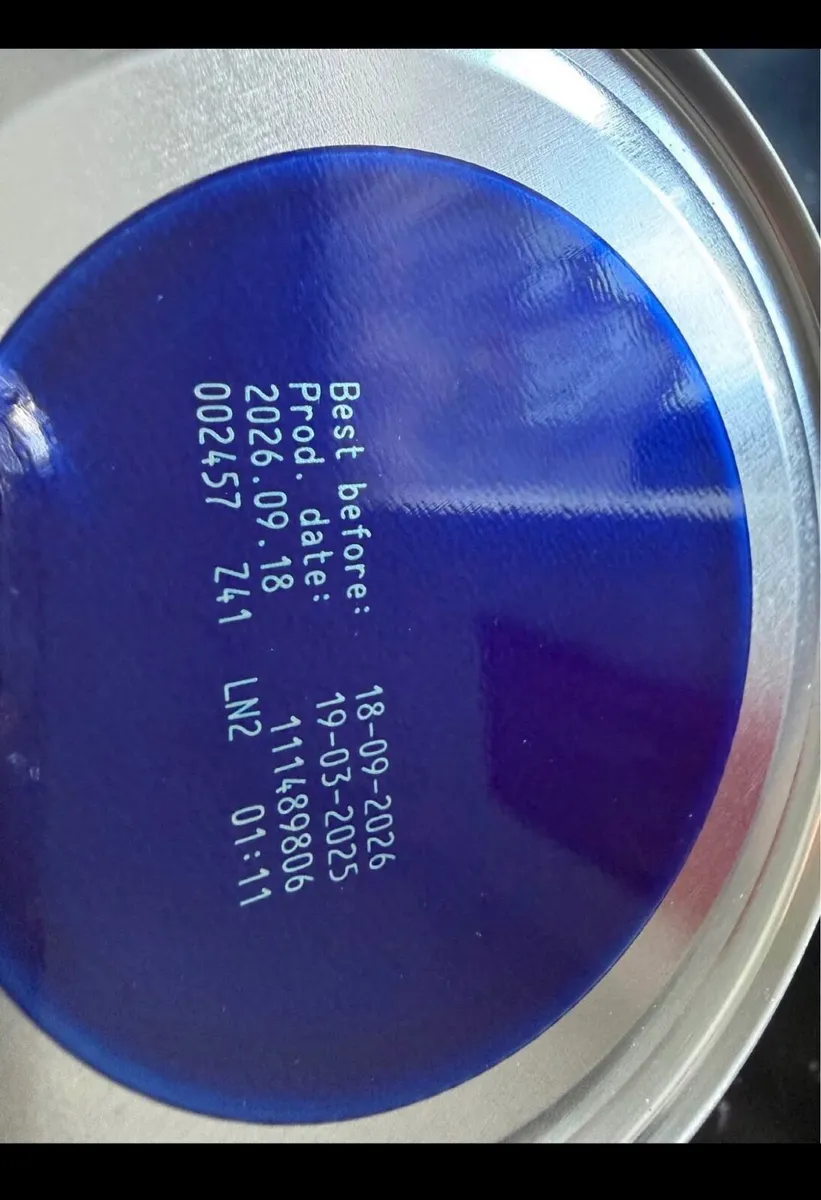 Best before: 18-09-2026
Prod. date: 19-03-2025
2026.09.18 111489806
002457 Z41 LN2 01:11